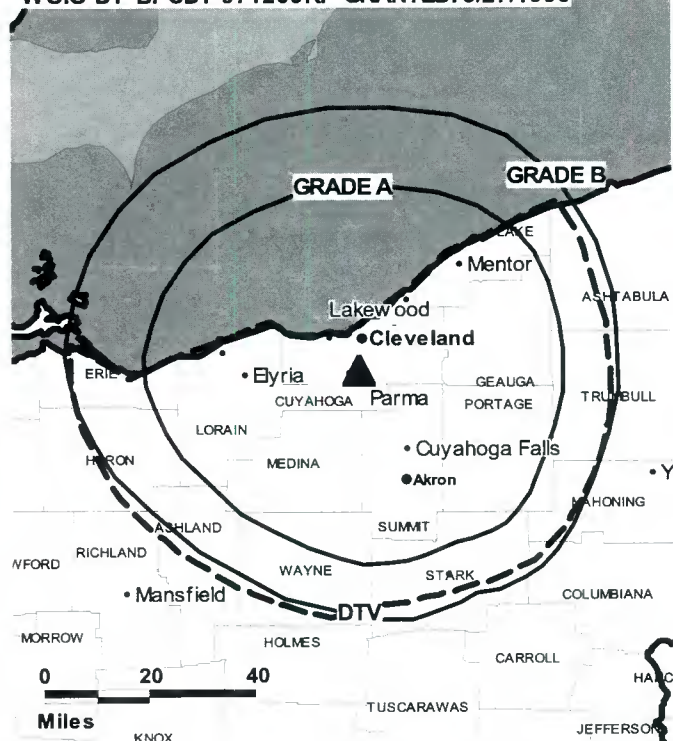 GRADE A
GRADE B
LAKE
Mentor
ASHTABULA
Lakewood
Cleveland
ERIE
Elyria
GEAUGA
TRUMBULL
CUYAHOGA
Parma
PORTAGE
LORAIN
Cuyahoga Falls
HURON
MEDINA
Akron
Y
MAHONING
ASHLAND
SUMMIT
RICHLAND
WFORD
WAYNE
STARK
Mansfield
COLUMBIANA
DTV
MORROW
HOLMES
CARROLL
0 20 40
Miles
TUSCARAWAS
JEFFERSON
KNOX